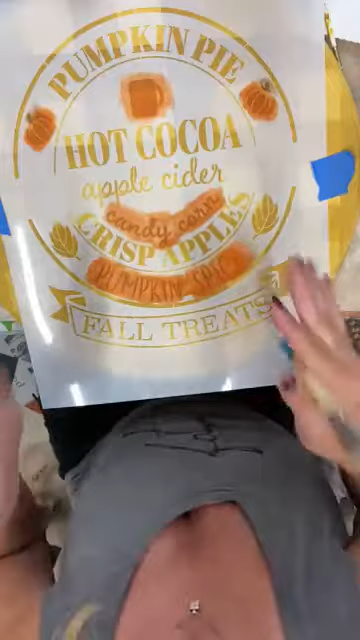 PUMPKIN PIE
HOT COCOA
apple cider
candy corn
CRISP APPLES
PUMPKIN SPICE
FALL TREATS